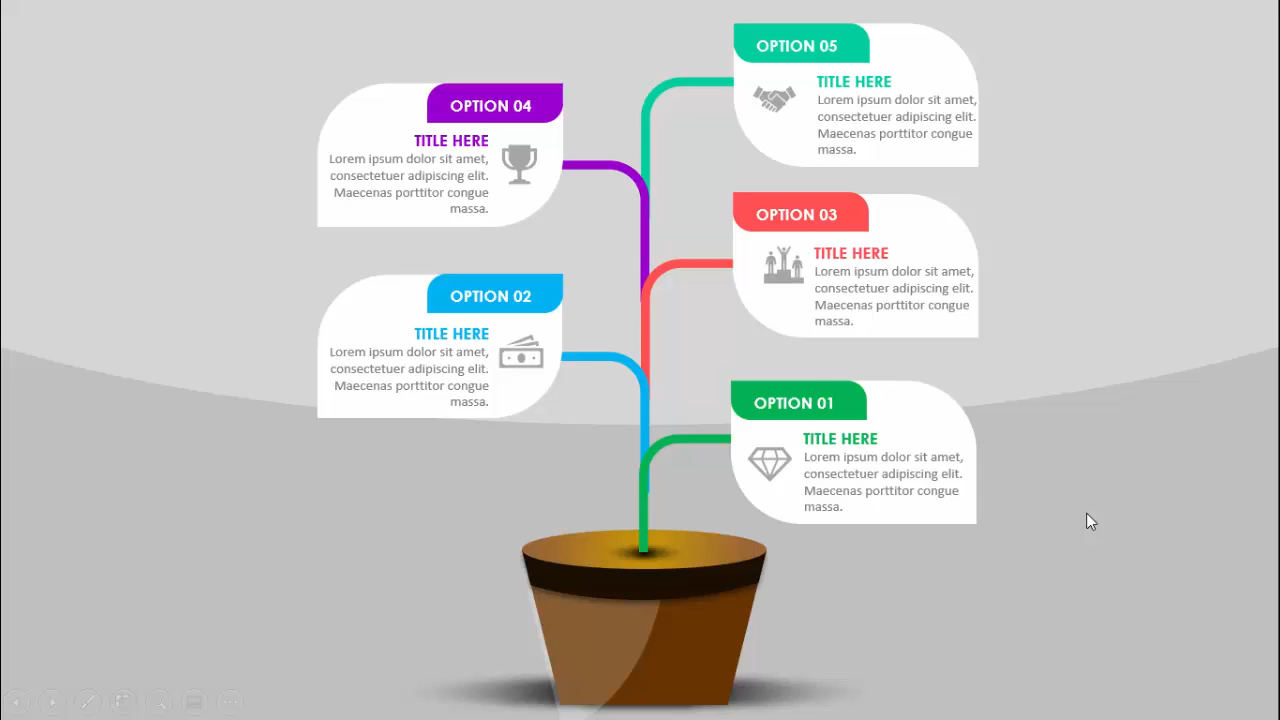 OPTION 05
TITLE HERE
Lorem ipsum dolor sit amet,
consectetuer adipiscing elit.
Maecenas porttitor congue
massa.
OPTION 04
TITLE HERE
Lorem ipsum dolor sit amet,
consectetuer adipiscing elit.
Maecenas porttitor congue
massa.
OPTION 03
TITLE HERE
Lorem ipsum dolor sit amet,
consectetuer adipiscing elit.
Maecenas porttitor congue
massa.
OPTION 02
TITLE HERE
Lorem ipsum dolor sit amet,
consectetuer adipiscing elit.
Maecenas porttitor congue
massa.
OPTION 01
TITLE HERE
Lorem ipsum dolor sit amet,
consectetuer adipiscing elit.
Maecenas porttitor congue
massa.